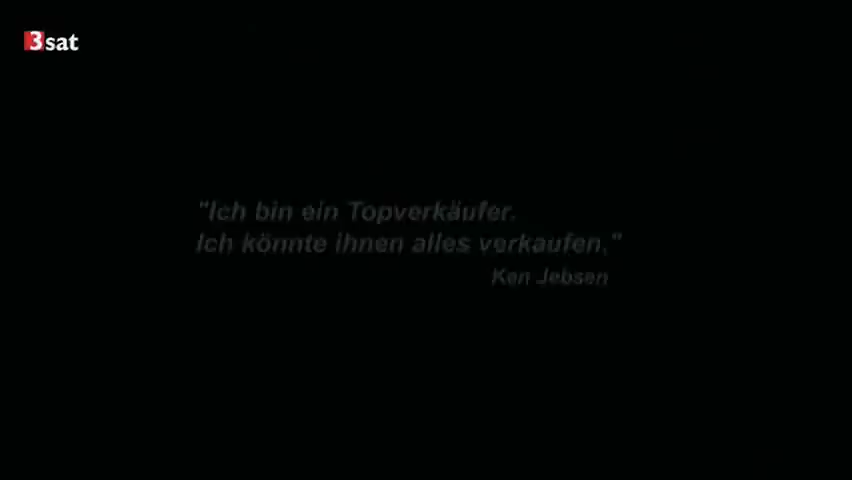 3sat
"Ich bin ein Topverkäufer.
Ich könnte ihnen alles verkaufen."
Ken Jebsen